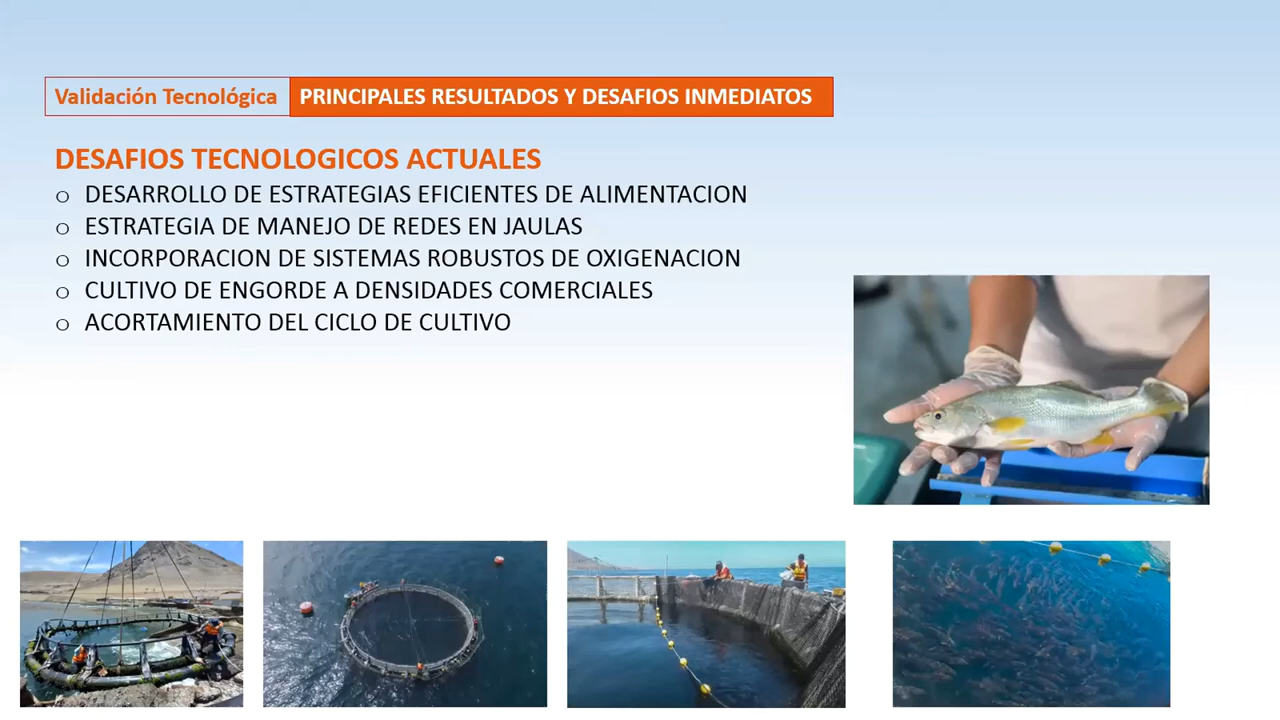 Validación Tecnológica PRINCIPALES RESULTADOS Y DESAFIOS INMEDIATOS
DESAFIOS TECNOLOGICOS ACTUALES
o DESARROLLO DE ESTRATEGIAS EFICIENTES DE ALIMENTACION
o ESTRATEGIA DE MANEJO DE REDES EN JAULAS
o INCORPORACION DE SISTEMAS ROBUSTOS DE OXIGENACION
o CULTIVO DE ENGORDE A DENSIDADES COMERCIALES
o ACORTAMIENTO DEL CICLO DE CULTIVO